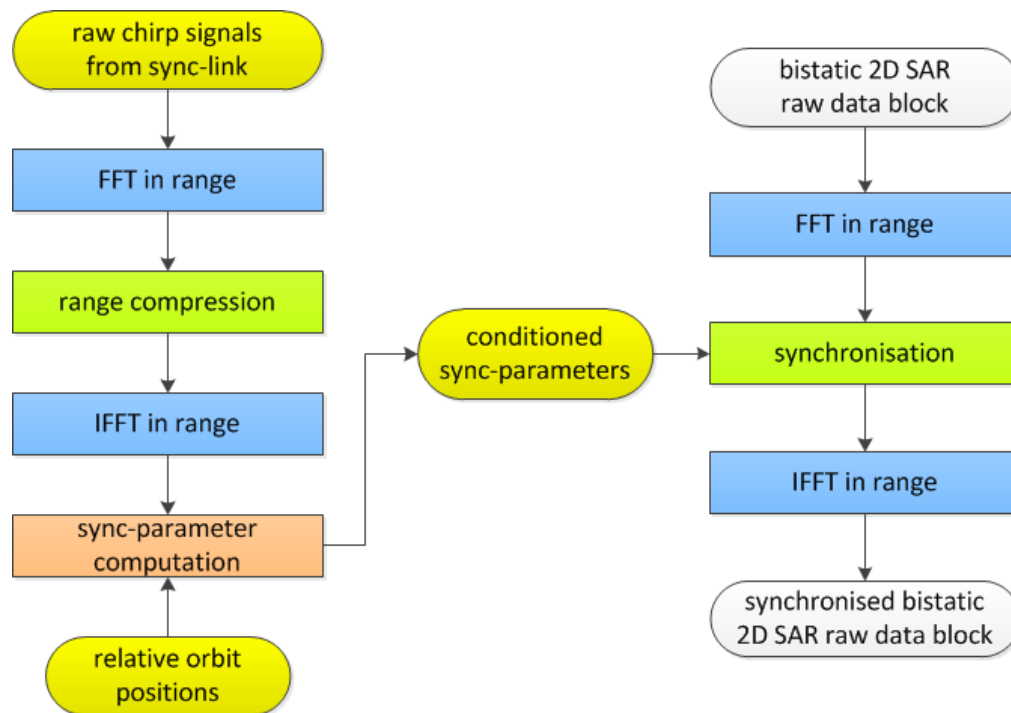 raw chirp signals
from sync-link
FFT in range
range compression
IFFT in range
sync-parameter
computation
relative orbit
positions
conditioned
sync-parameters
bistatic 2D SAR
raw data block
FFT in range
synchronisation
IFFT in range
synchronised bistatic
2D SAR raw data block